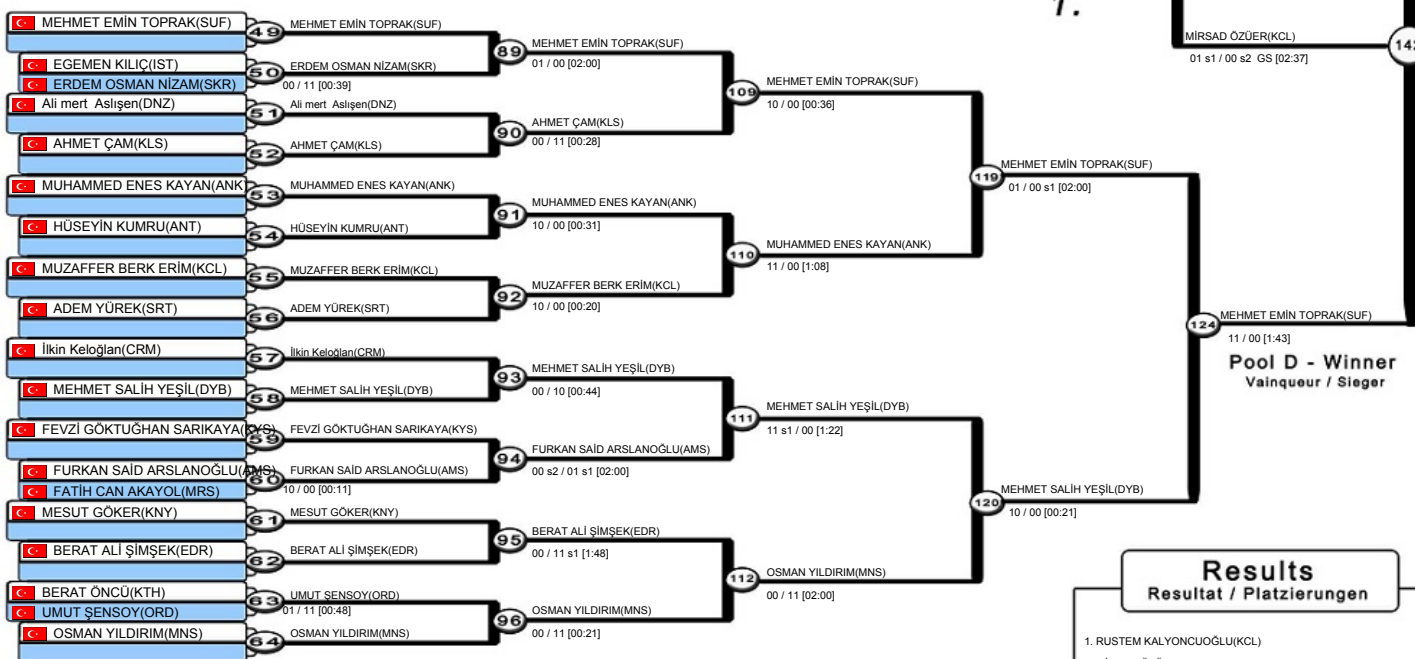 1.
MİRSAD ÖZÜER(KCL)
01 s1 / 00 s2 GS [02:37]
MEHMET EMİN TOPRAK(SUF)
EGEMEN KILIÇ(IST)
ERDEM OSMAN NİZAM(SKR)
Ali mert Aslışen(DNZ)
AHMET ÇAM(KLS)
MUHAMMED ENES KAYAN(ANK)
HÜSEYİN KUMRU(ANT)
MUZAFFER BERK ERİM(KCL)
ADEM YÜREK(SRT)
İlkin Keloğlan(CRM)
MEHMET SALİH YEŞİL(DYB)
FEVZİ GÖKTUĞHAN SARIKAYA(KYS)
FURKAN SAİD ARSLANOĞLU(AMS)
FATİH CAN AKAYOL(MRS)
MESUT GÖKER(KNY)
BERAT ALİ ŞİMŞEK(EDR)
BERAT ÖNCÜ(KTH)
UMUT ŞENSOY(ORD)
OSMAN YILDIRIM(MNS)
49 MEHMET EMİN TOPRAK(SUF)
50 ERDEM OSMAN NİZAM(SKR)
00 / 11 [00:39]
51 Ali mert Aslışen(DNZ)
52 AHMET ÇAM(KLS)
53 MUHAMMED ENES KAYAN(ANK)
54 HÜSEYİN KUMRU(ANT)
55 MUZAFFER BERK ERİM(KCL)
56 ADEM YÜREK(SRT)
57 İlkin Keloğlan(CRM)
58 MEHMET SALİH YEŞİL(DYB)
59 FEVZİ GÖKTUĞHAN SARIKAYA(KYS)
60 FURKAN SAİD ARSLANOĞLU(AMS)
10 / 00 [00:11]
61 MESUT GÖKER(KNY)
62 BERAT ALİ ŞİMŞEK(EDR)
63 UMUT ŞENSOY(ORD)
01 / 11 [00:48]
64 OSMAN YILDIRIM(MNS)
89 MEHMET EMİN TOPRAK(SUF)
01 / 00 [02:00]
90 AHMET ÇAM(KLS)
00 / 11 [00:28]
91 MUHAMMED ENES KAYAN(ANK)
10 / 00 [00:31]
92 MUZAFFER BERK ERİM(KCL)
10 / 00 [00:20]
93 MEHMET SALİH YEŞİL(DYB)
00 / 10 [00:44]
94 FURKAN SAİD ARSLANOĞLU(AMS)
00 s2 / 01 s1 [02:00]
95 BERAT ALİ ŞİMŞEK(EDR)
00 / 11 s1 [1:48]
96 OSMAN YILDIRIM(MNS)
00 / 11 [00:21]
109 MEHMET EMİN TOPRAK(SUF)
10 / 00 [00:36]
110 MUHAMMED ENES KAYAN(ANK)
11 / 00 [1:08]
111 MEHMET SALİH YEŞİL(DYB)
11 s1 / 00 [1:22]
112 OSMAN YILDIRIM(MNS)
00 / 11 [02:00]
119 MEHMET EMİN TOPRAK(SUF)
01 / 00 s1 [02:00]
120 MEHMET SALİH YEŞİL(DYB)
10 / 00 [00:21]
124 MEHMET EMİN TOPRAK(SUF)
11 / 00 [1:43]
Pool D - Winner
Vainqueur / Sieger
Results
Resultat / Platzierungen
1. RUSTEM KALYONCUOĞLU(KCL)